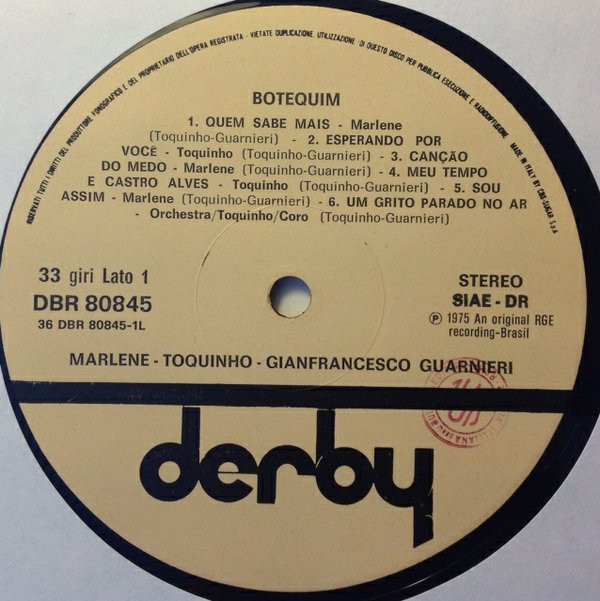 RISERVATI TUTTI I DIRITTI DEL PRODUTTORE FONOGRAFICO E DEL PROPRIETARIO DELL'OPERA REGISTRATA - VIETATE DUPLICAZIONE, UTILIZZAZIONE DI QUESTO DISCO PER PUBBLICA ESECUZIONE E RADIODIFFUSIONE. MADE IN ITALY BY CBS-SUGAR S.p.A
BOTEQUIM
1. QUEM SABE MAIS - Marlene
(Toquinho-Guarnieri) - 2. ESPERANDO POR
VOCÊ - Toquinho (Toquinho-Guarnieri) - 3. CANÇÃO
DO MEDO - Marlene (Toquinho-Guarnieri) - 4. MEU TEMPO
E CASTRO ALVES - Toquinho (Toquinho-Guarnieri) - 5. SOU
ASSIM - Marlene (Toquinho-Guarnieri) - 6. UM GRITO PARADO NO AR
- Orchestra/Toquinho/Coro (Toquinho-Guarnieri)
33 giri Lato 1
DBR 80845
36 DBR 80845-1L
STEREO
SIAE - DR
℗ 1975 An original RGE
recording-Brasil
MARLENE - TOQUINHO - GIANFRANCESCO GUARNIERI
derby